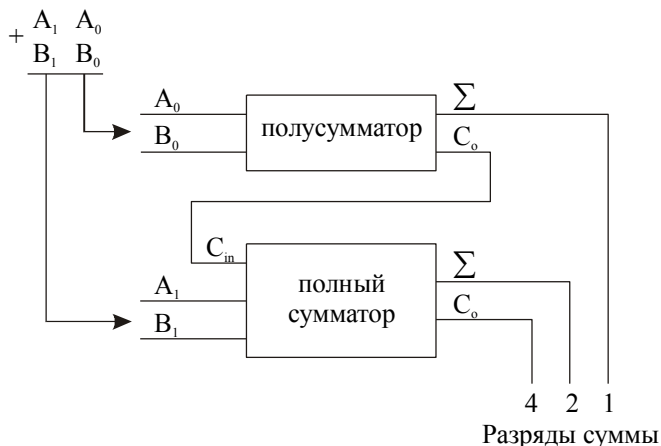 + A₁ A₀
B₁ B₀
A₀
B₀
полусумматор
Σ
Cₒ
Cᵢₙ
A₁
B₁
полный
сумматор
Σ
Cₒ
4 2 1
Разряды суммы